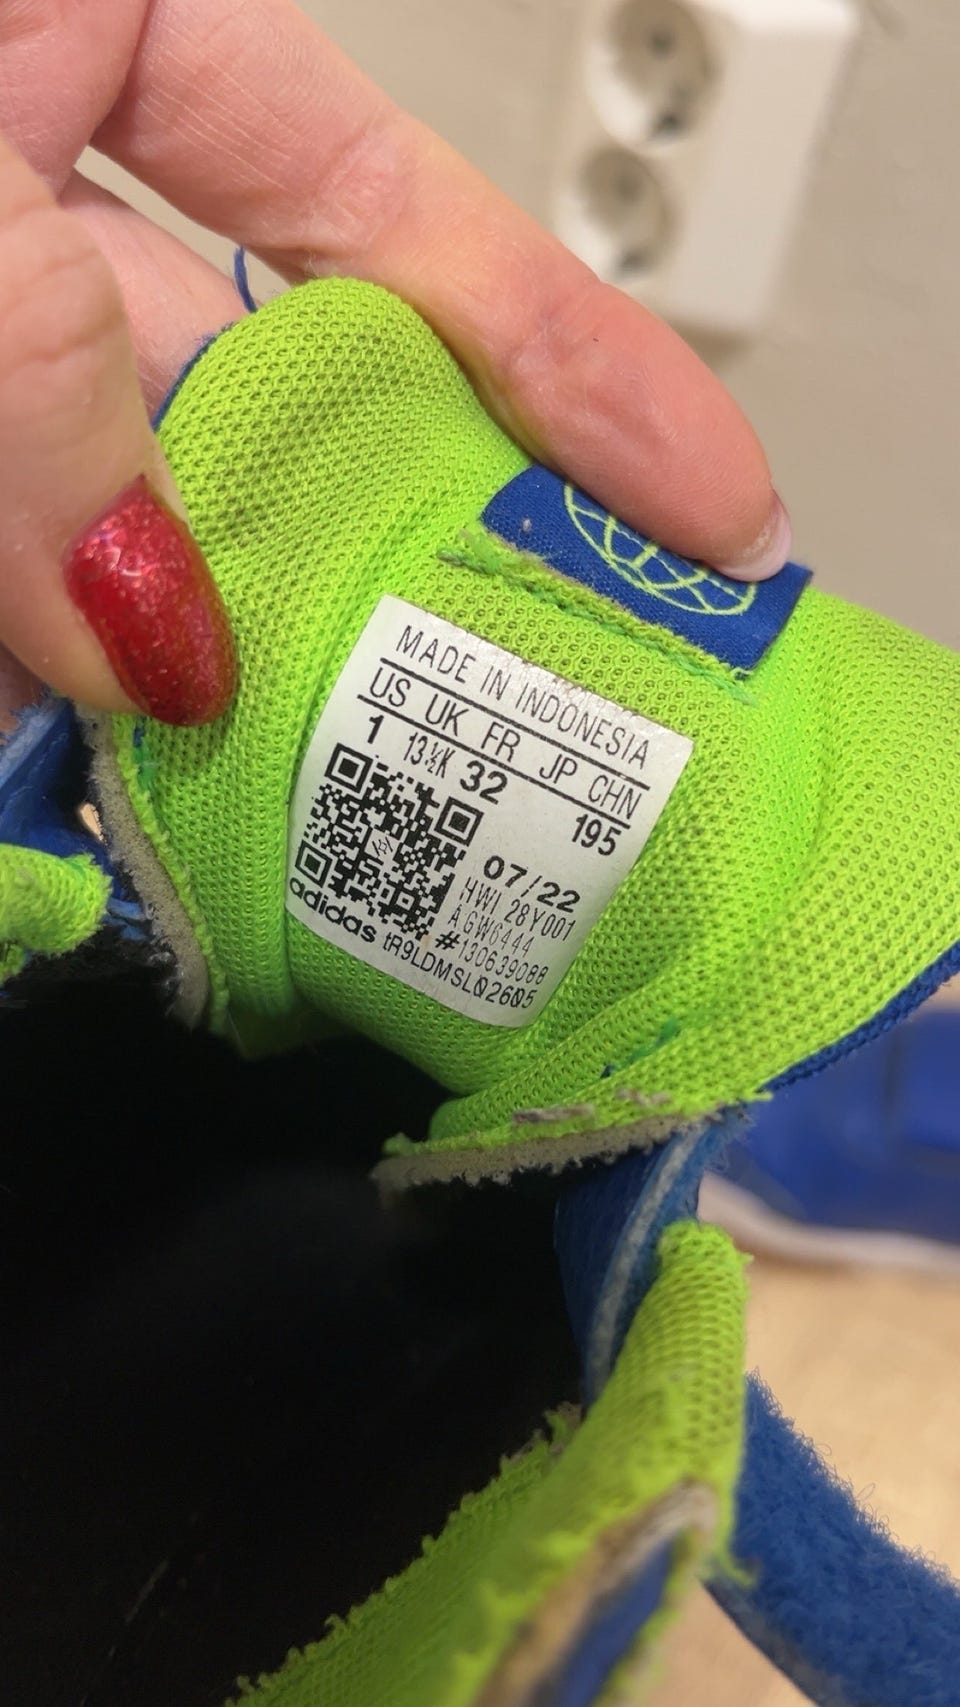 MADE IN INDONESIA
US UK FR JP CHN
1 13½K 32 195
07/22
HWI 28Y001
AGW6444
#130639088
adidas tR9LDMSL02605